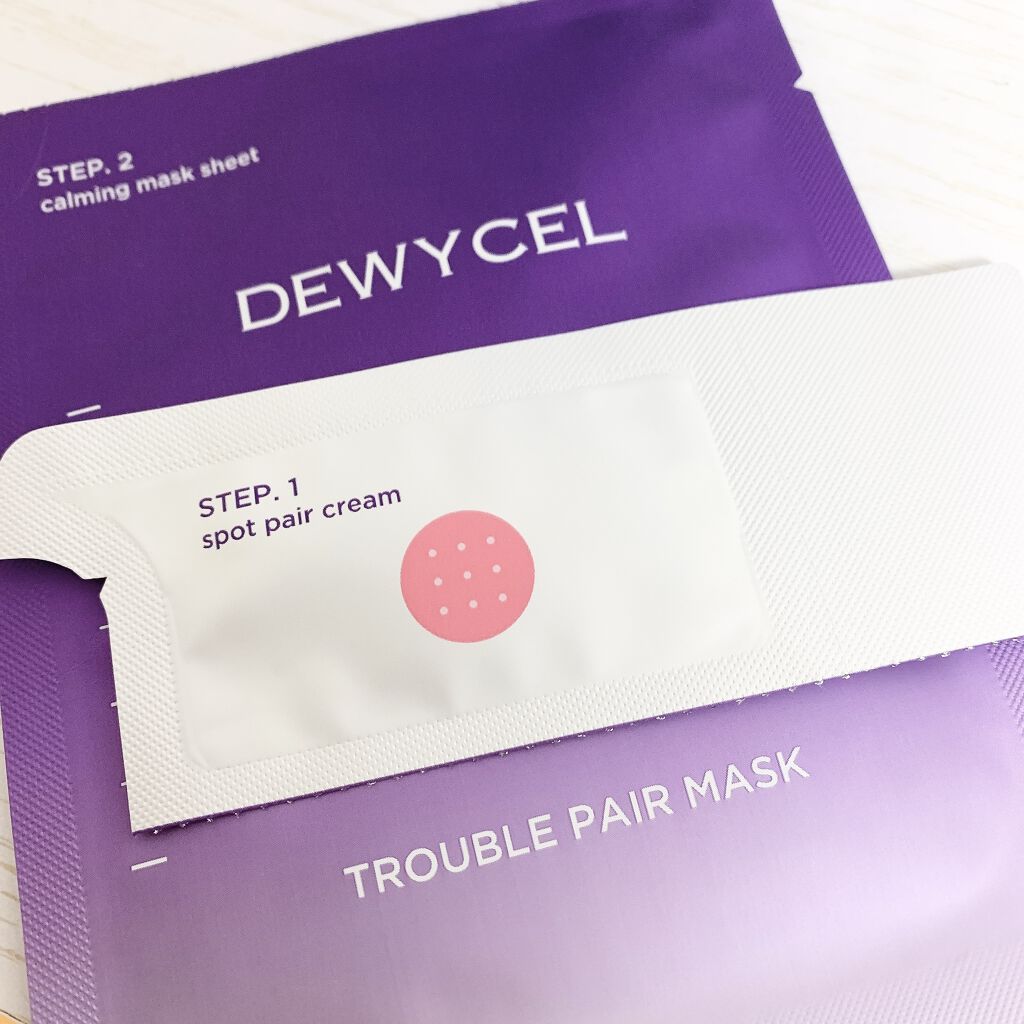 STEP. 2
calming mask sheet
DEWYCEL
STEP. 1
spot pair cream
TROUBLE PAIR MASK